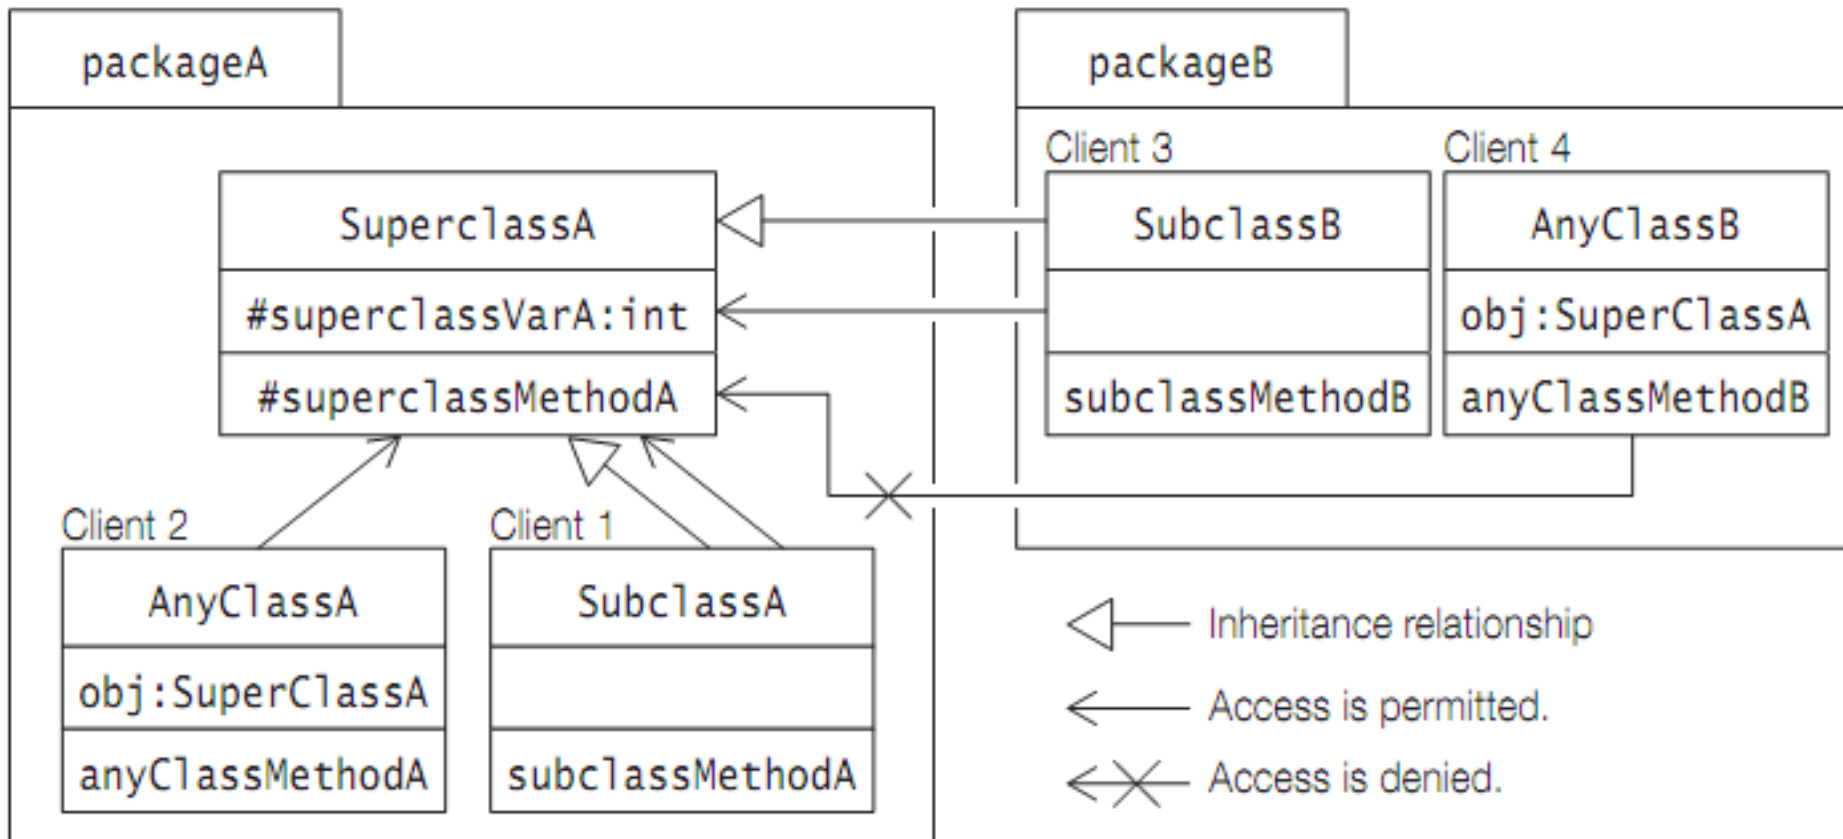 packageA
SuperclassA
#superclassVarA:int
#superclassMethodA
Client 2
AnyClassA
obj:SuperClassA
anyClassMethodA
Client 1
SubclassA
subclassMethodA
packageB
Client 3
SubclassB
subclassMethodB
Client 4
AnyClassB
obj:SuperClassA
anyClassMethodB
Inheritance relationship
Access is permitted.
Access is denied.